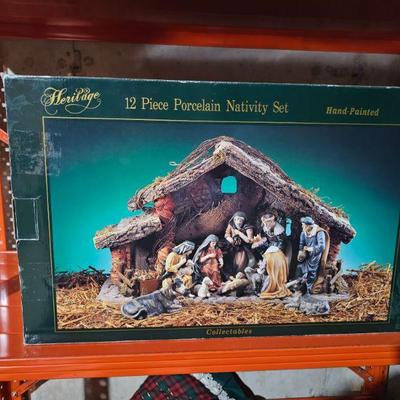 Heritage
12 Piece Porcelain Nativity Set
Hand-Painted
Collectables